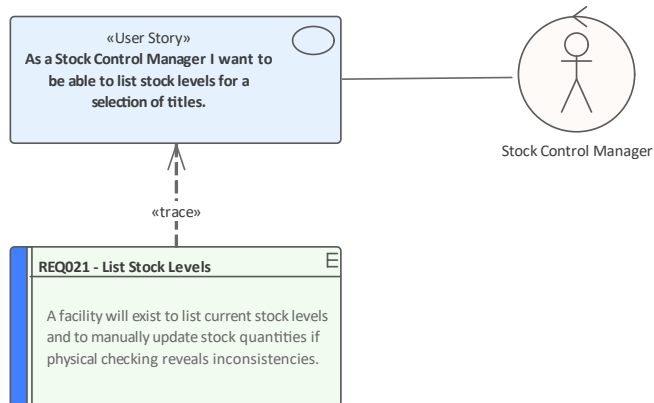 «User Story»
As a Stock Control Manager I want to
be able to list stock levels for a
selection of titles.
Stock Control Manager
«trace»
REQ021 - List Stock Levels
A facility will exist to list current stock levels
and to manually update stock quantities if
physical checking reveals inconsistencies.